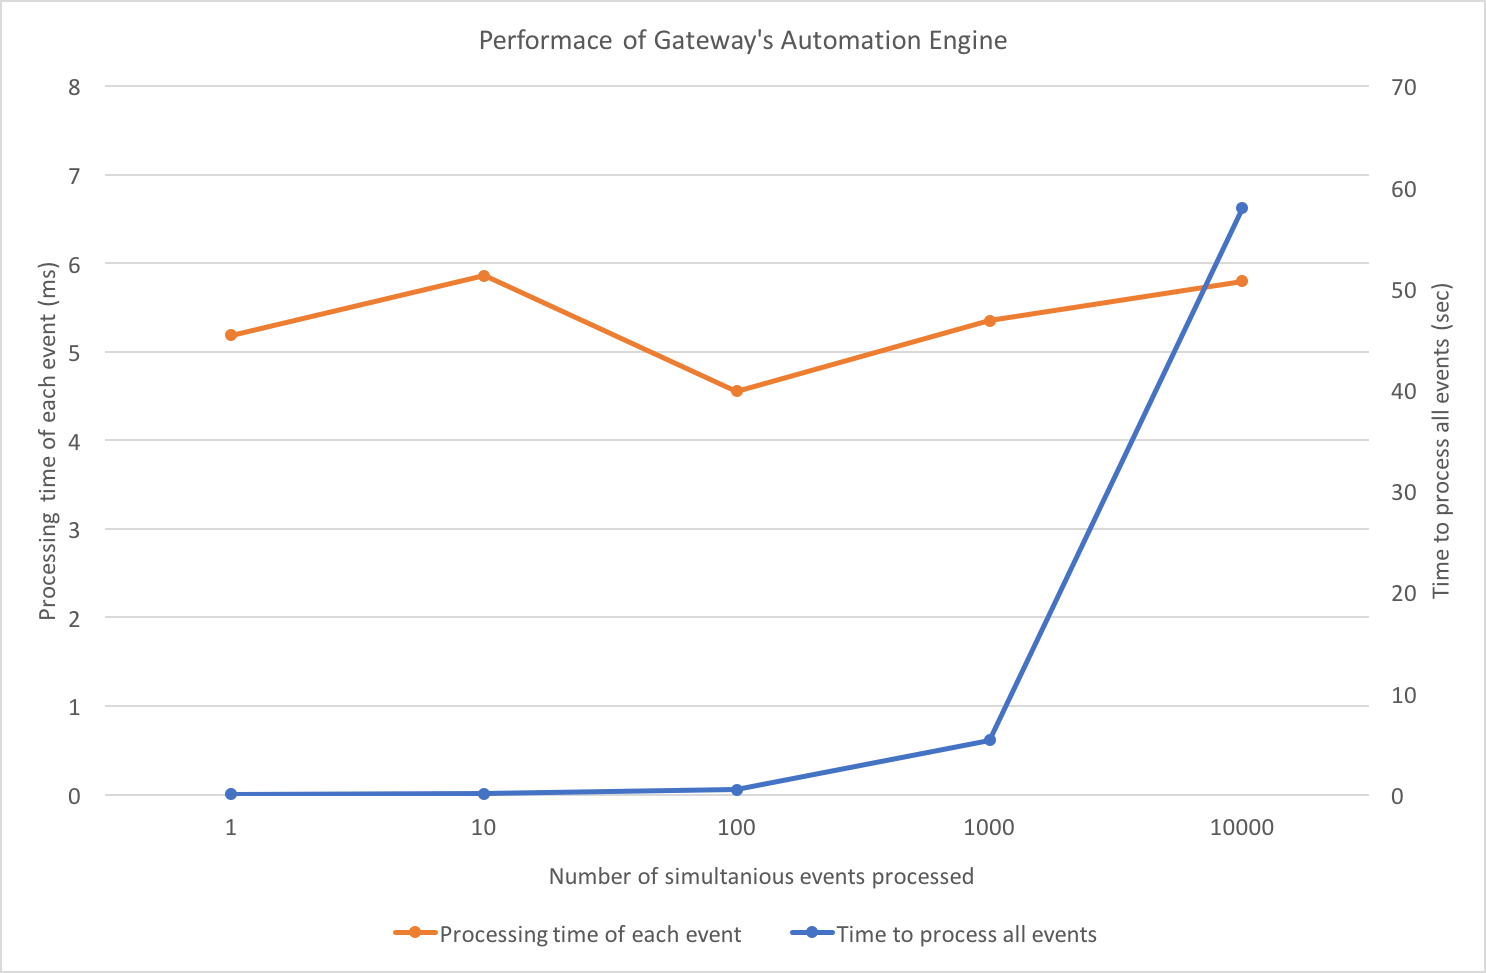 Performace of Gateway's Automation Engine
8
7
6
5
4
3
2
1
0
Processing time of each event (ms)
70
60
50
40
30
20
10
0
Time to process all events (sec)
1 10 100 1000 10000
Number of simultanious events processed
Processing time of each event Time to process all events